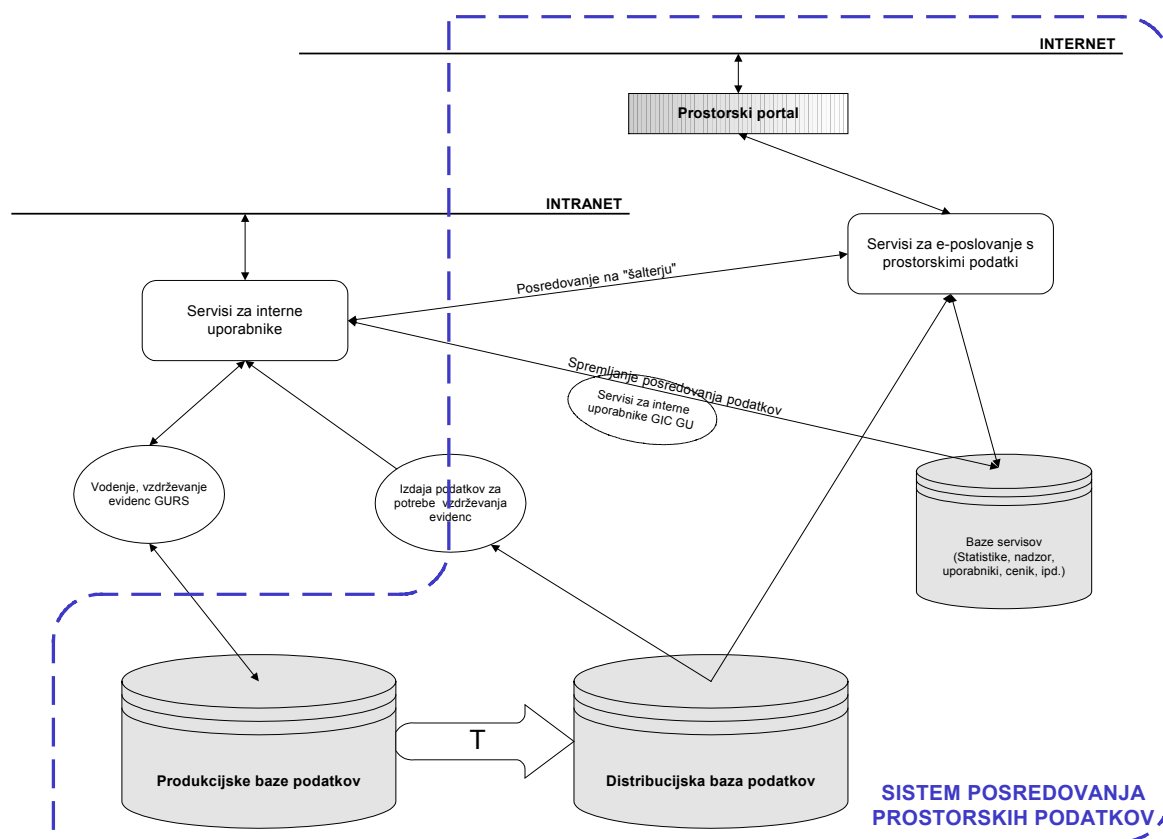 INTERNET
Prostorski portal
INTRANET
Servisi za e-poslovanje s
prostorskimi podatki
Posredovanje na "šalterju"
Servisi za interne
uporabnike
Spremljanje posredovanja podatkov
Servisi za interne
uporabnike GIC GU
Vodenje, vzdrževanje
evidenc GURS
Izdaja podatkov za
potrebe vzdrževanja
evidenc
Baze servisov
(Statistike, nadzor,
uporabniki, cenik, ipd.)
T
Produkcijske baze podatkov
Distribucijska baza podatkov
SISTEM POSREDOVANJA
PROSTORSKIH PODATKOV